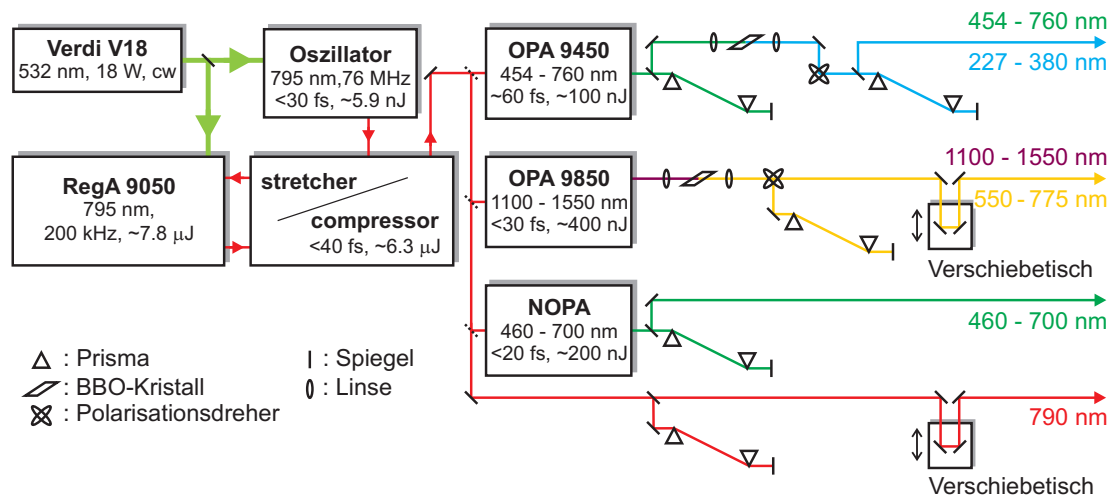 Verdi V18
532 nm, 18 W, cw
Oszillator
795 nm,76 MHz
<30 fs, ~5.9 nJ
OPA 9450
454 - 760 nm
~60 fs, ~100 nJ
454 - 760 nm
227 - 380 nm
RegA 9050
795 nm,
200 kHz, ~7.8 µJ
stretcher
compressor
<40 fs, ~6.3 µJ
OPA 9850
1100 - 1550 nm
<30 fs, ~400 nJ
1100 - 1550 nm
550 - 775 nm
Verschiebetisch
NOPA
460 - 700 nm
<20 fs, ~200 nJ
460 - 700 nm
: Prisma
: BBO-Kristall
: Polarisationsdreher
: Spiegel
: Linse
790 nm
Verschiebetisch